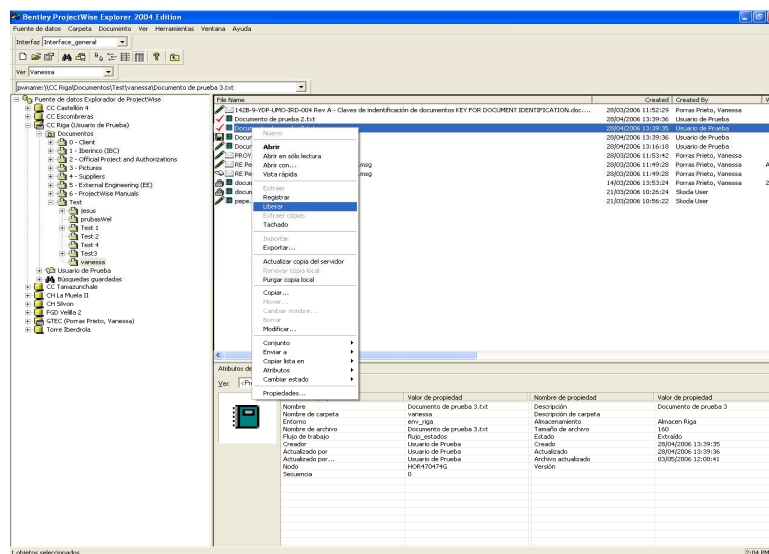 Bentley ProjectWise Explorer 2004 Edition
Fuente de datos Carpeta Documento Ver Herramientas Ventana Ayuda
Interfaz Interface_general
Ver Vanessa
pwname:\\CC Riga\Documentos\Test\vanessa\Documento de prueba 3.txt
Fuente de datos Explorador de ProjectWise
CC Castellón 4
CC Escombreras
CC Riga (Usuario de Prueba)
Documentos
0 - Client
1 - Iberinco (IBC)
2 - Official Project and Authorizations
3 - Pictures
4 - Suppliers
5 - External Engineering (EE)
6 - ProjectWise Manuals
Test
jesus
prubasWel
Test 1
Test 2
Test 4
Test3
vanessa
Usuario de Prueba
Búsquedas guardadas
CC Tamazunchale
CH La Muela II
CH Silvon
FGD Velilla 2
GTEC (Porras Prieto, Vanessa)
Torre Iberdrola
File Name Created Created By
142B-9-YDP-UMO-IRD-004 Rev A - Claves de indentificación de documentos KEY FOR DOCUMENT IDENTIFICATION.doc.... 28/03/2006 11:52:29 Porras Prieto, Vanessa
Documento de prueba 2.txt 28/04/2006 13:39:36 Usuario de Prueba
Docum 28/04/2006 13:39:35 Usuario de Prueba
Docum 28/04/2006 13:39:36 Usuario de Prueba
Docum 28/04/2006 13:16:18 Usuario de Prueba
PROY 28/03/2006 11:53:42 Porras Prieto, Vanessa
RE Pe .msg 28/03/2006 11:49:28 Porras Prieto, Vanessa
RE Pe .msg 28/03/2006 11:49:28 Porras Prieto, Vanessa
docum 14/03/2006 13:53:24 Porras Prieto, Vanessa
docum 21/03/2006 10:26:24 Skoda User
pepe. 21/03/2006 10:56:22 Skoda User
Nuevo
Abrir
Abrir en sólo lectura
Abrir con...
Vista rápida
Extraer
Registrar
Liberar
Extraer copias
Tachado
Importar
Exportar...
Actualizar copia del servidor
Renovar copia local
Purgar copia local
Copiar...
Mover...
Cambiar nombre...
Borrar
Modificar...
Conjunto
Enviar a
Copiar lista en
Atributos
Cambiar estado
Propiedades...
Atributos de
Ver: <Pr
Valor de propiedad Nombre de propiedad Valor de propiedad
Nombre Documento de prueba 3.txt Descripción Documento de prueba 3
Nombre de carpeta vanessa Descripción de carpeta
Entorno env_riga Almacenamiento Almacen Riga
Nombre de archivo Documento de prueba 3.txt Tamaño de archivo 160
Flujo de trabajo flujo_estados Estado Extraído
Creador Usuario de Prueba Creado 28/04/2006 13:39:35
Actualizado por Usuario de Prueba Actualizado 28/04/2006 13:39:36
Actualizado por... Usuario de Prueba Archivo actualizado 03/05/2006 12:00:41
Nodo HOR470474G Versión
Secuencia 0
1 objetos seleccionados 2:04 PM